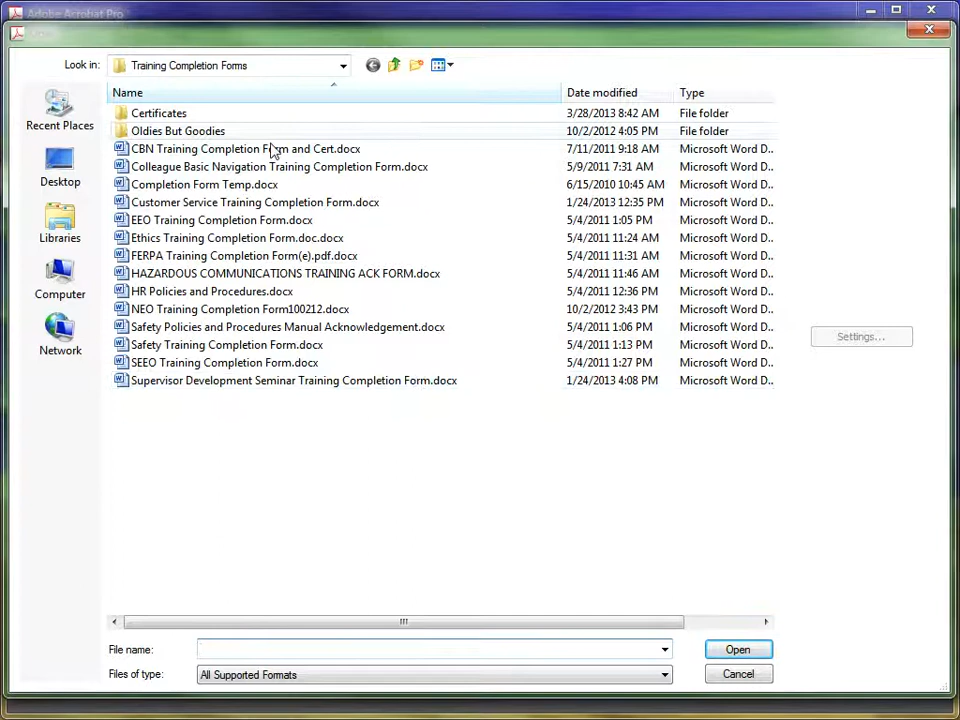 Adobe Acrobat Pro
Look in: Training Completion Forms
Name Date modified Type
Certificates 3/28/2013 8:42 AM File folder
Oldies But Goodies 10/2/2012 4:05 PM File folder
CBN Training Completion Form and Cert.docx 7/11/2011 9:18 AM Microsoft Word D..
Colleague Basic Navigation Training Completion Form.docx 5/9/2011 7:31 AM Microsoft Word D..
Completion Form Temp.docx 6/15/2010 10:45 AM Microsoft Word D..
Customer Service Training Completion Form.docx 1/24/2013 12:35 PM Microsoft Word D..
EEO Training Completion Form.docx 5/4/2011 1:05 PM Microsoft Word D..
Ethics Training Completion Form.doc.docx 5/4/2011 11:24 AM Microsoft Word D..
FERPA Training Completion Form(e).pdf.docx 5/4/2011 11:31 AM Microsoft Word D..
HAZARDOUS COMMUNICATIONS TRAINING ACK FORM.docx 5/4/2011 11:46 AM Microsoft Word D..
HR Policies and Procedures.docx 5/4/2011 12:36 PM Microsoft Word D..
NEO Training Completion Form100212.docx 10/2/2012 3:43 PM Microsoft Word D..
Safety Policies and Procedures Manual Acknowledgement.docx 5/4/2011 1:06 PM Microsoft Word D..
Safety Training Completion Form.docx 5/4/2011 1:13 PM Microsoft Word D..
SEEO Training Completion Form.docx 5/4/2011 1:27 PM Microsoft Word D..
Supervisor Development Seminar Training Completion Form.docx 1/24/2013 4:08 PM Microsoft Word D..
Recent Places
Desktop
Libraries
Computer
Network
Settings...
File name: Open
Files of type: All Supported Formats Cancel